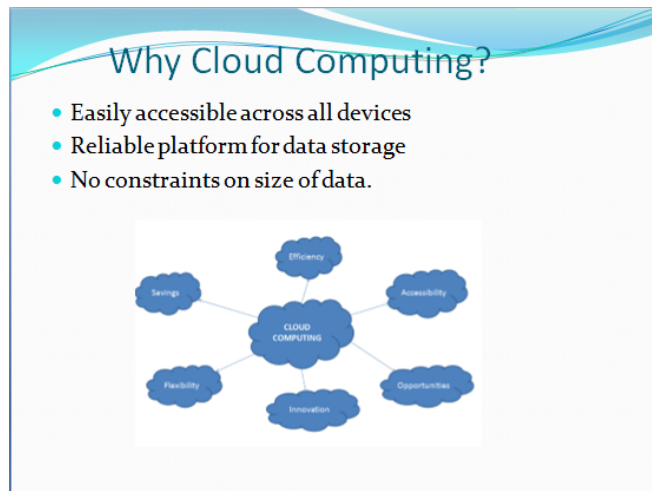 Why Cloud Computing?
Easily accessible across all devices
Reliable platform for data storage
No constraints on size of data.
Efficiency
Savings
Accessibility
CLOUD
COMPUTING
Flexibility
Opportunities
Innovation